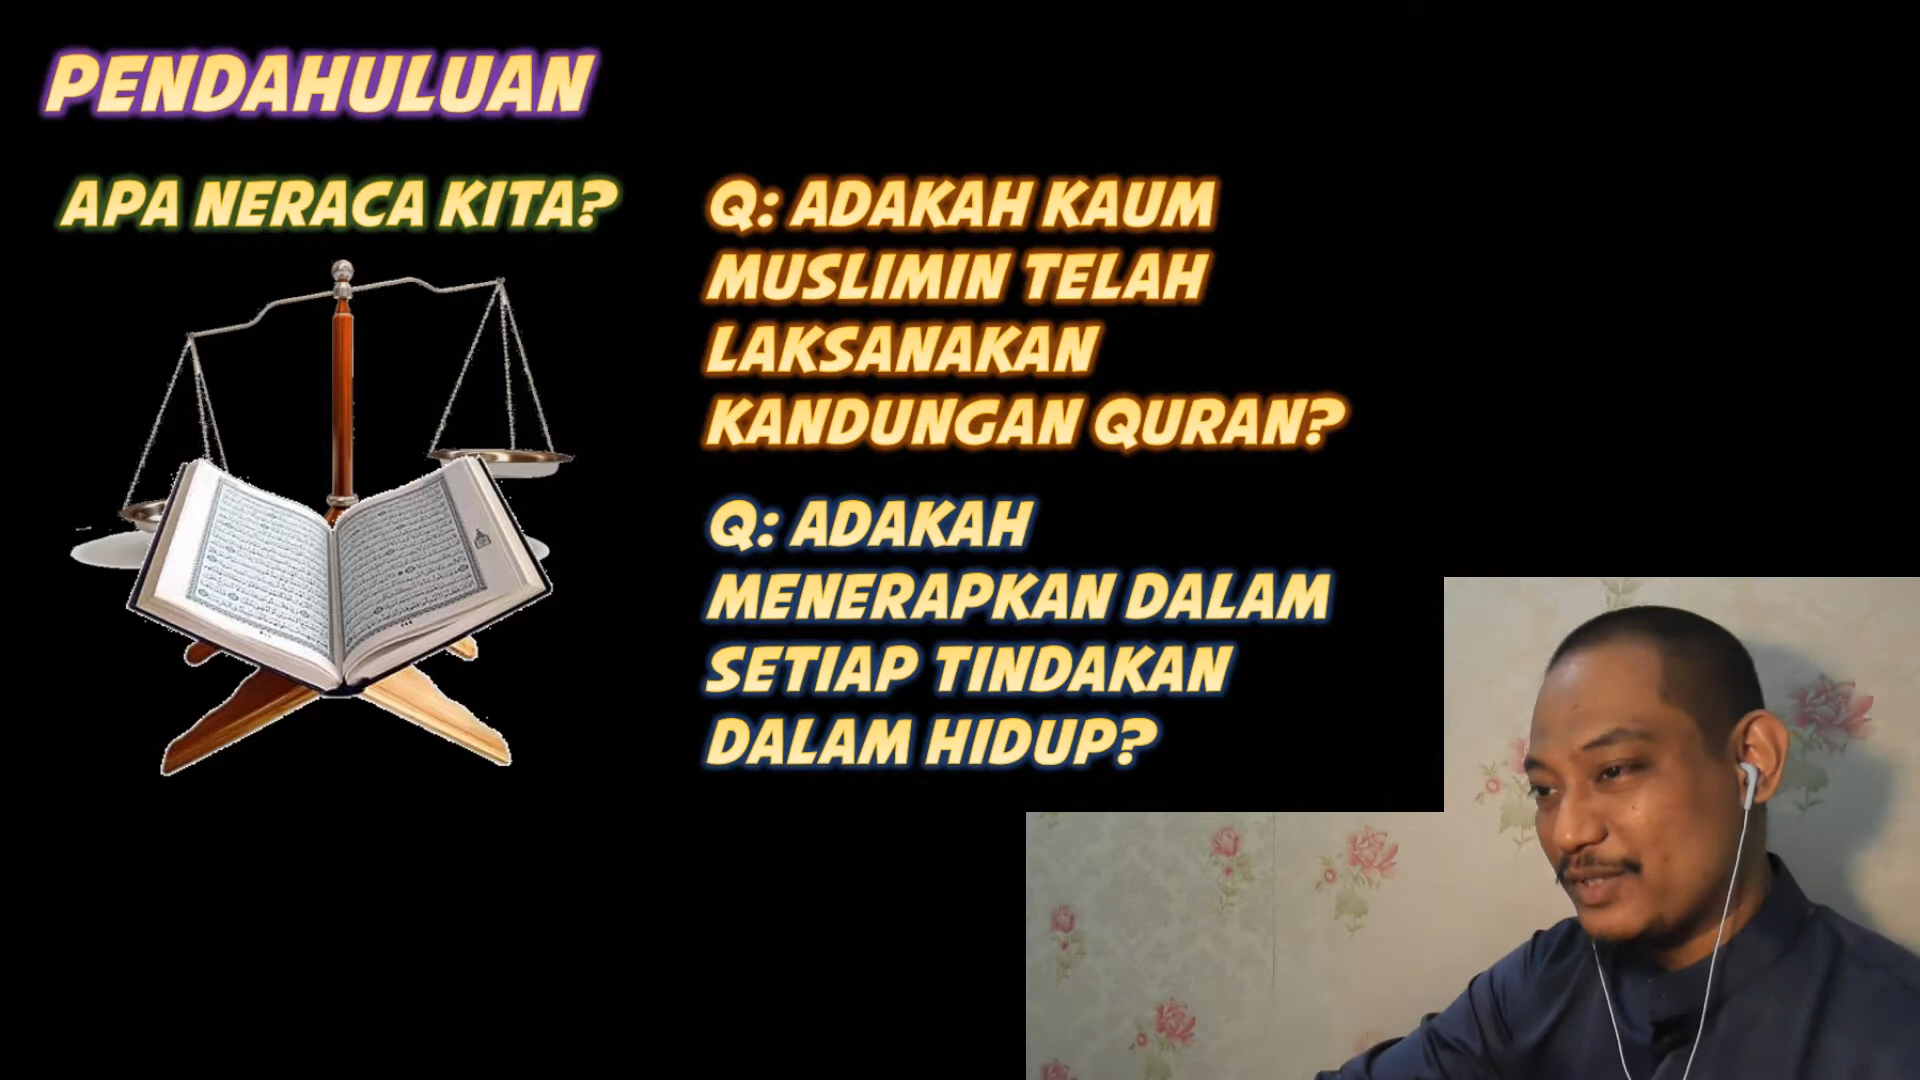 PENDAHULUAN
APA NERACA KITA?
Q: ADAKAH KAUM
MUSLIMIN TELAH
LAKSANAKAN
KANDUNGAN QURAN?
Q: ADAKAH
MENERAPKAN DALAM
SETIAP TINDAKAN
DALAM HIDUP?